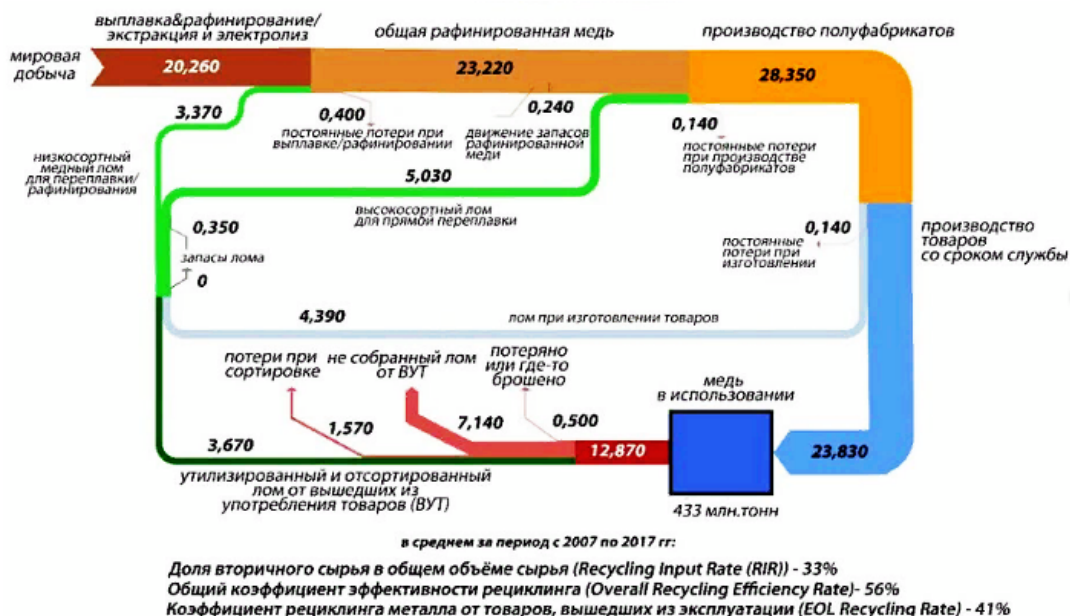 выплавка&рафинирование/
экстракция и электролиз
общая рафинированная медь
производство полуфабрикатов
мировая
добыча
20,260
23,220
28,350
3,370
0,400
постоянные потери при
выплавке/рафинировании
0,240
движение запасов
рафинированной
меди
0,140
постоянные потери
при производстве
полуфабрикатов
низкосортный
медный лом
для переплавки/
рафинирования
5,030
высокосортный лом
для прямой переплавки
0,350
запасы лома
0
0,140
постоянные
потери при
изготовлении
производство
товаров
со сроком службы
4,390
лом при изготовлении товаров
потери при
сортировке
не собранный лом
от ВУТ
потеряно
или где-то
брошено
медь
в использовании
1,570
7,140
0,500
3,670
12,870
23,830
утилизированный и отсортированный
лом от вышедших из
употребления товаров (ВУТ)
433 млн.тонн
в среднем за период с 2007 по 2017 гг:
Доля вторичного сырья в общем объёме сырья (Recycling Input Rate (RIR)) - 33%
Общий коэффициент эффективности рециклинга (Overall Recycling Efficiency Rate)- 56%
Коэффициент рециклинга металла от товаров, вышедших из эксплуатации (EOL Recycling Rate) - 41%